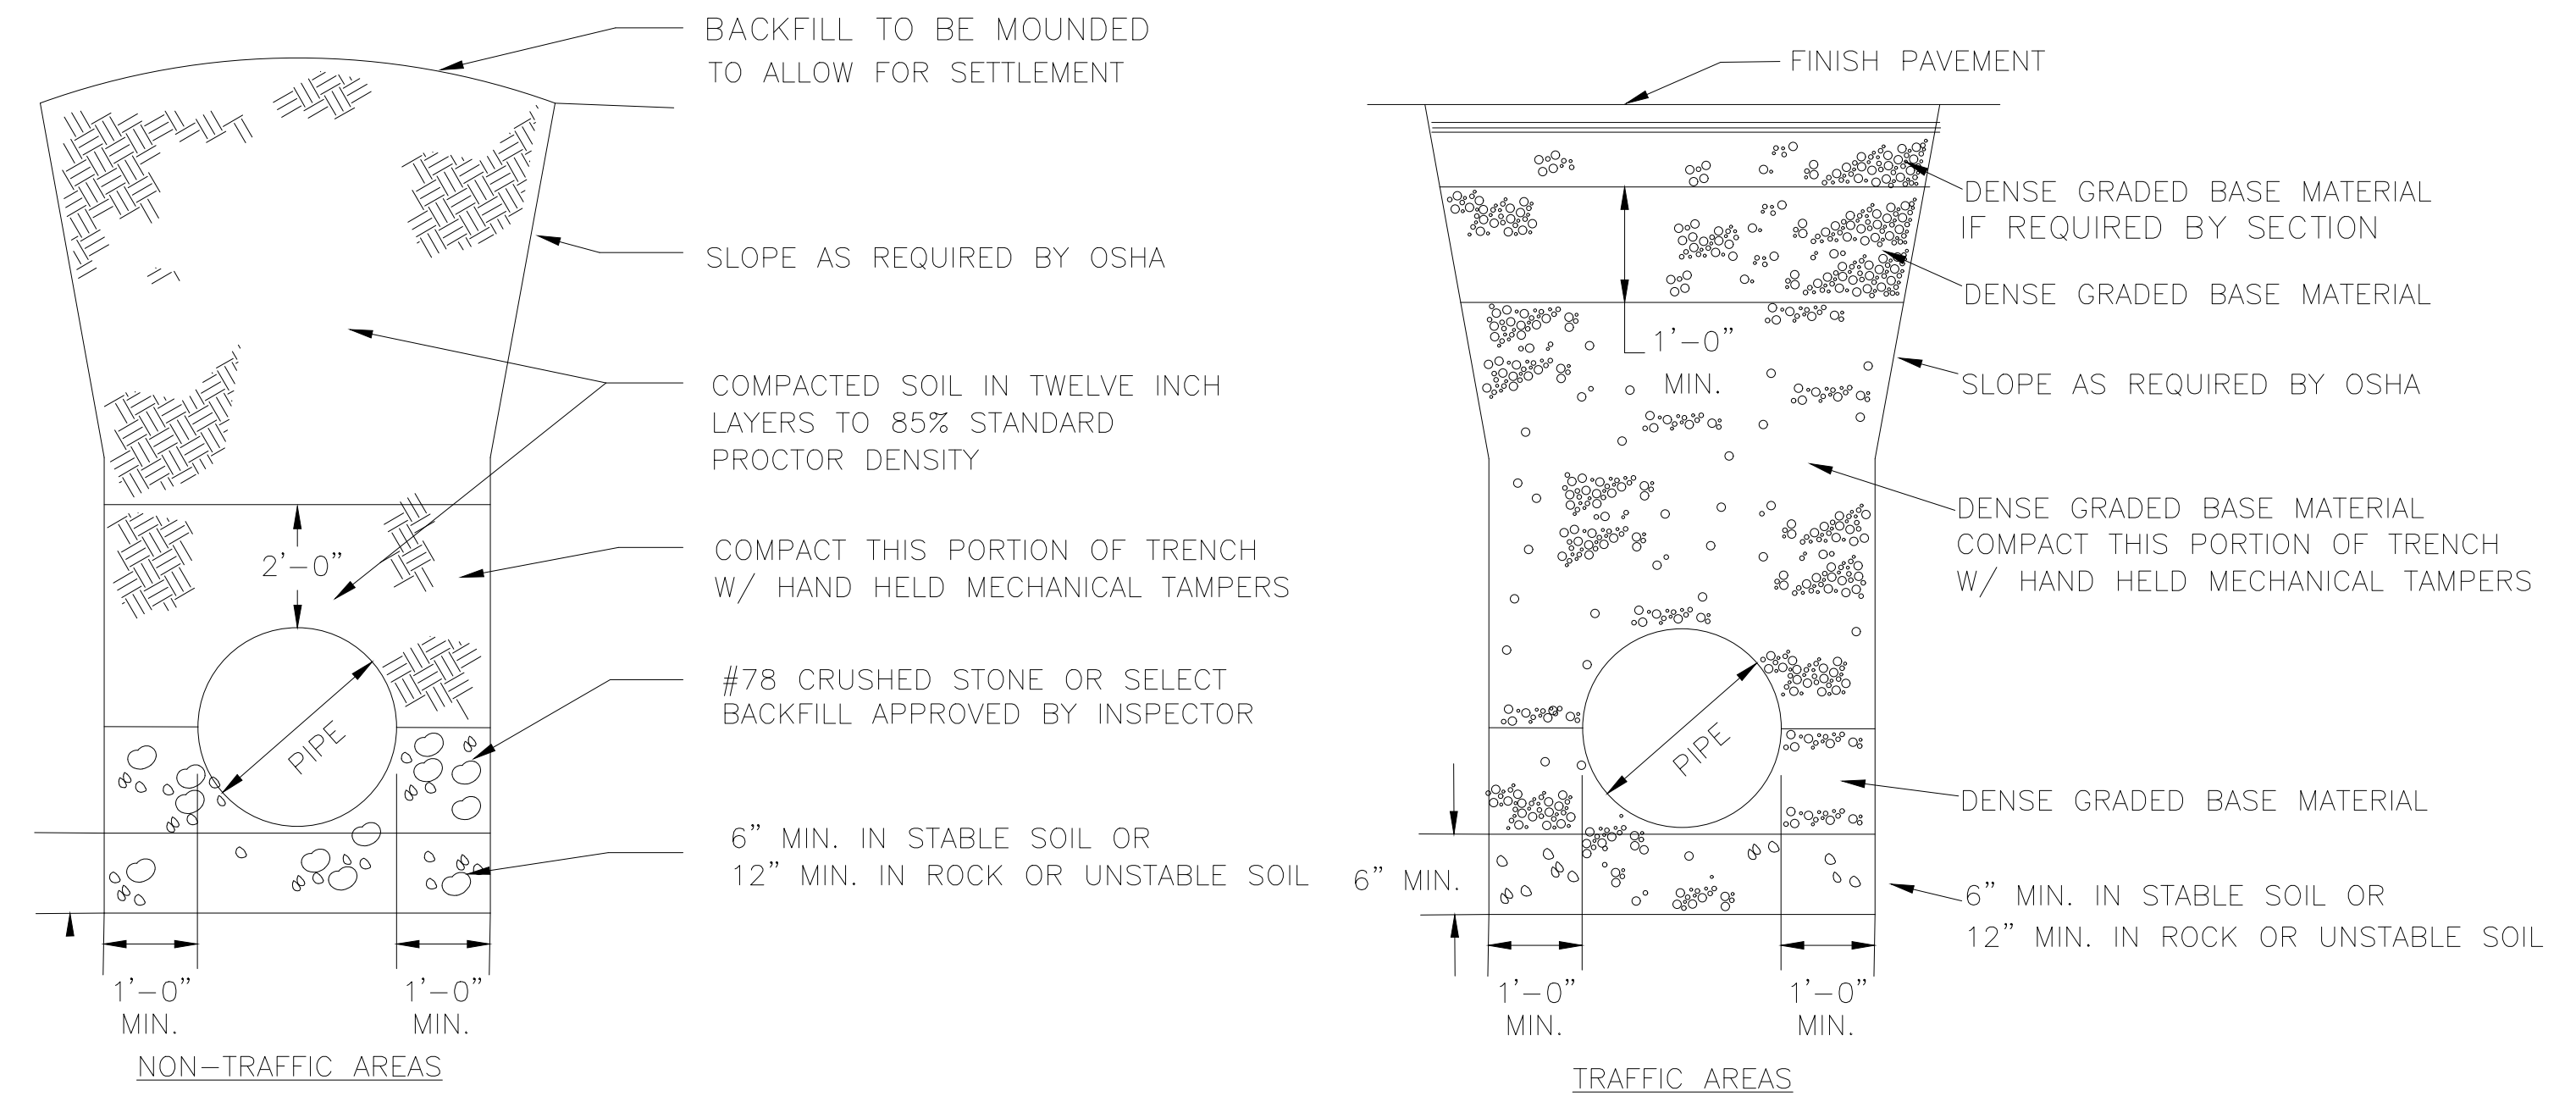 BACKFILL TO BE MOUNDED
TO ALLOW FOR SETTLEMENT
SLOPE AS REQUIRED BY OSHA
COMPACTED SOIL IN TWELVE INCH
LAYERS TO 85% STANDARD
PROCTOR DENSITY
2'-0"
COMPACT THIS PORTION OF TRENCH
W/ HAND HELD MECHANICAL TAMPERS
#78 CRUSHED STONE OR SELECT
BACKFILL APPROVED BY INSPECTOR
PIPE
6" MIN. IN STABLE SOIL OR
12" MIN. IN ROCK OR UNSTABLE SOIL
1'-0"
MIN.
1'-0"
MIN.
NON-TRAFFIC AREAS
FINISH PAVEMENT
DENSE GRADED BASE MATERIAL
IF REQUIRED BY SECTION
DENSE GRADED BASE MATERIAL
1'-0"
MIN.
SLOPE AS REQUIRED BY OSHA
DENSE GRADED BASE MATERIAL
COMPACT THIS PORTION OF TRENCH
W/ HAND HELD MECHANICAL TAMPERS
PIPE
DENSE GRADED BASE MATERIAL
6" MIN.
6" MIN. IN STABLE SOIL OR
12" MIN. IN ROCK OR UNSTABLE SOIL
1'-0"
MIN.
1'-0"
MIN.
TRAFFIC AREAS